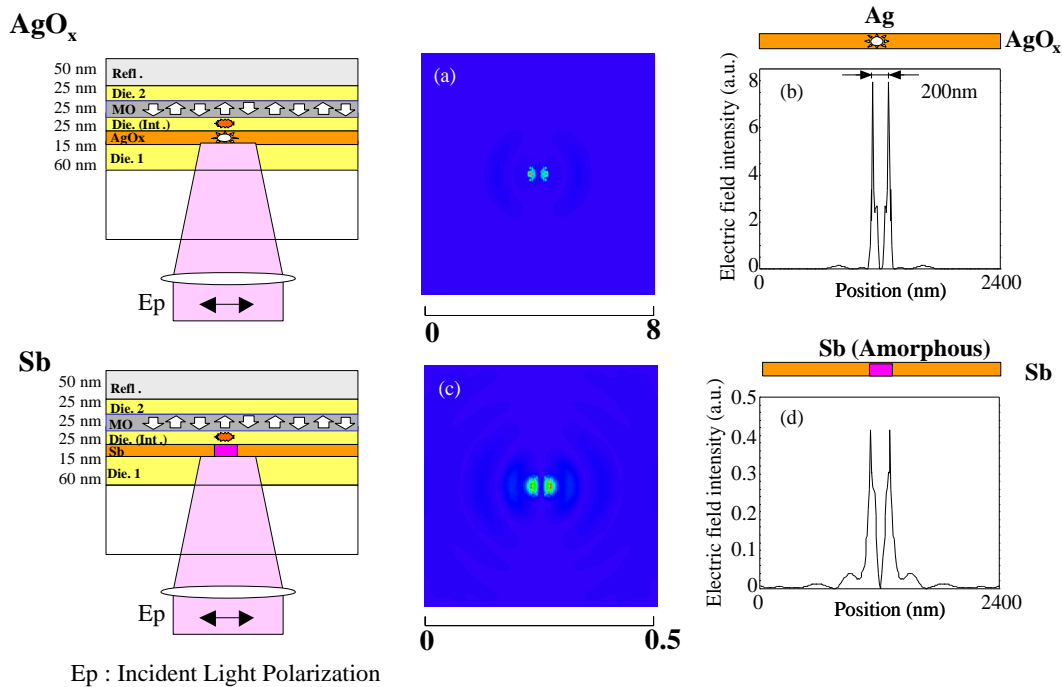 AgOx
50 nm
Refl .
25 nm
Die. 2
25 nm
MO
25 nm
Die. (Int .)
AgOx
15 nm
Die. 1
60 nm
Ep
(a)
0 8
Ag
AgOx
Electric field intensity (a.u.)
8
6
4
2
0
(b)
200nm
0 2400
Position (nm)
Sb
50 nm
Refl .
25 nm
Die. 2
25 nm
MO
25 nm
Die. (Int .)
Sb
15 nm
Die. 1
60 nm
Ep
(c)
0 0.5
Sb (Amorphous)
Sb
Electric field intensity (a.u.)
0.5
0.4
0.3
0.2
0.1
0
(d)
0 2400
Position (nm)
Ep : Incident Light Polarization